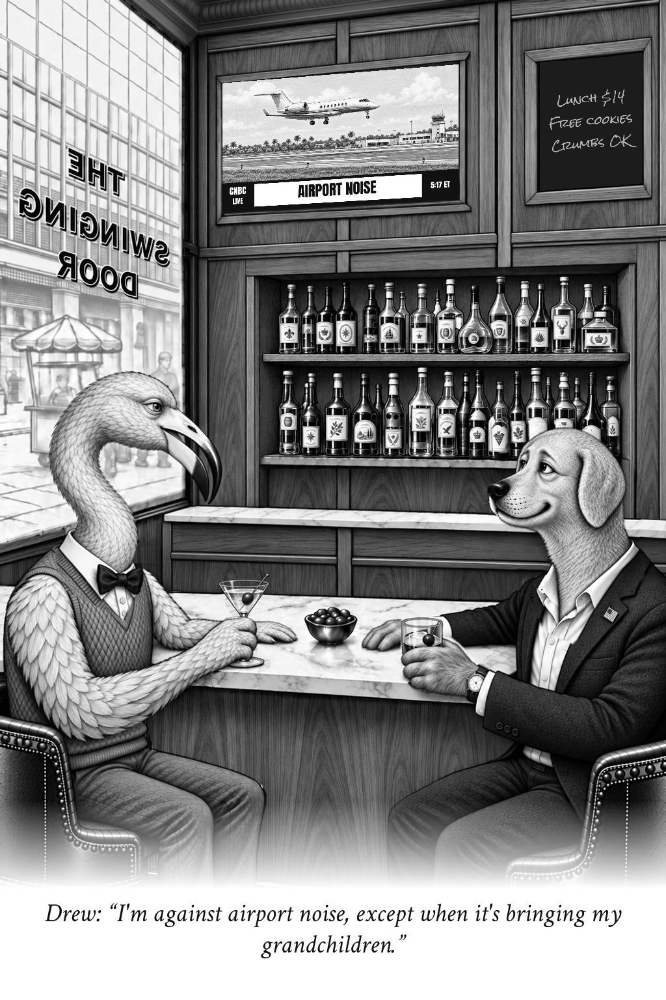 THE
SWINGING
DOOR
CNBC
LIVE
AIRPORT NOISE
5:17 ET
LUNCH $14
FREE COOKIES
CRUMBS OK
Drew: “I'm against airport noise, except when it's bringing my
grandchildren.”